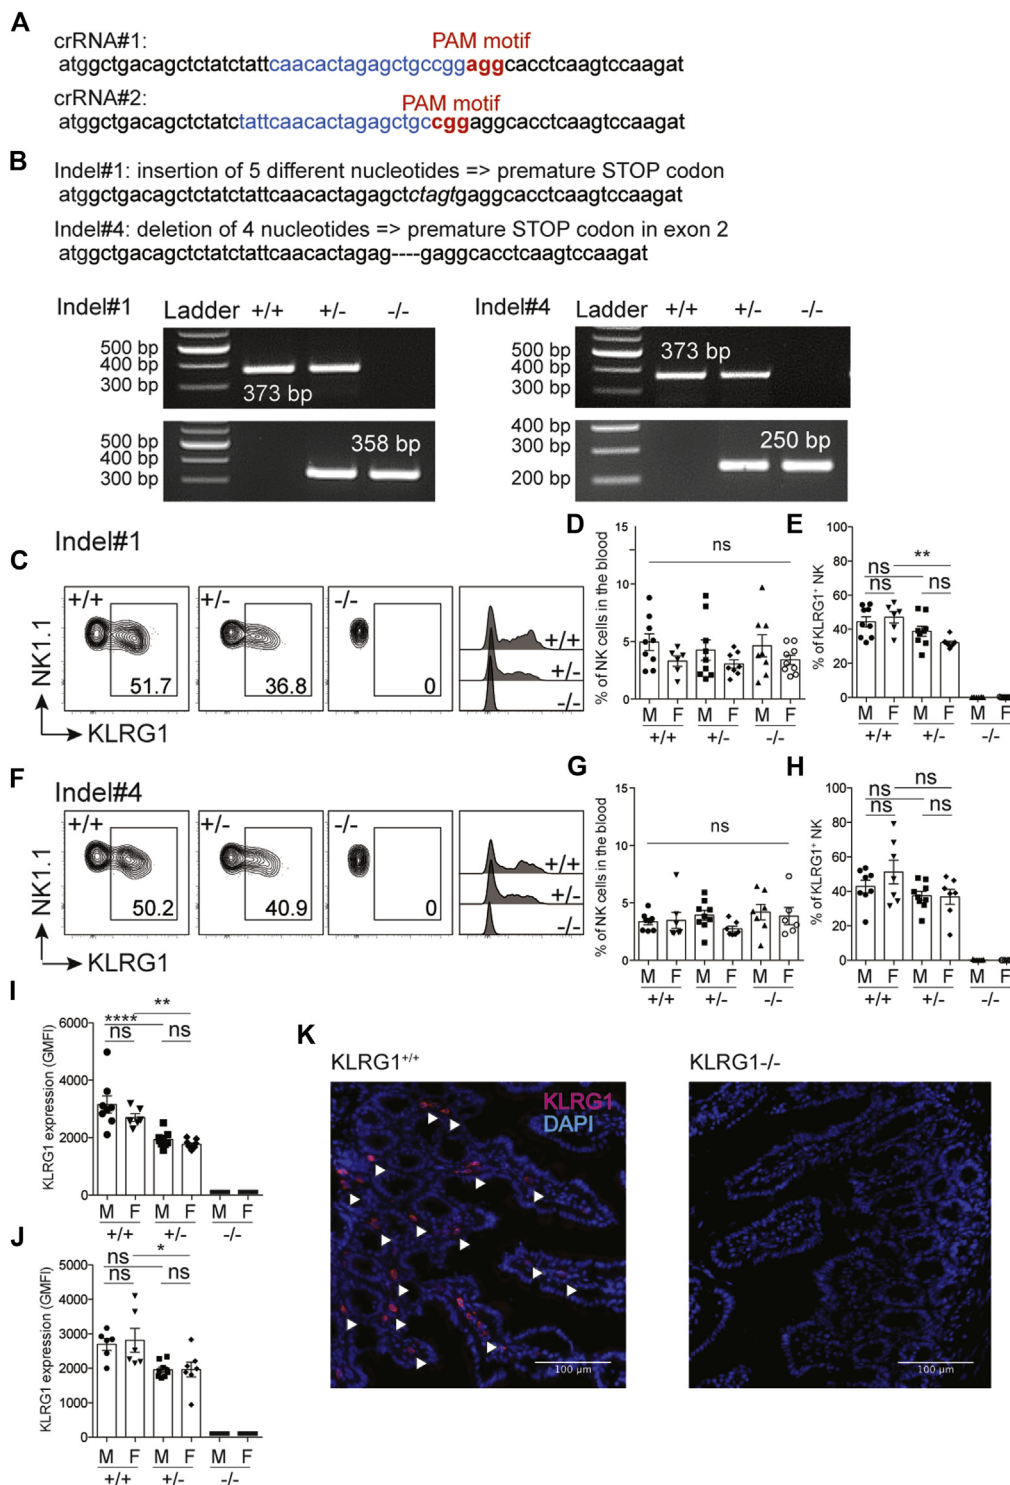 A
crRNA#1:
PAM motif
atggctgacagctctatctattcaacactagagctgccggaggcacctcaagtccaagat
crRNA#2:
PAM motif
atggctgacagctctatctattcaacactagagctgccggaggcacctcaagtccaagat
B
Indel#1: insertion of 5 different nucleotides => premature STOP codon
atggctgacagctctatctattcaacactagagctctagtgaggcacctcaagtccaagat
Indel#4: deletion of 4 nucleotides => premature STOP codon in exon 2
atggctgacagctctatctattcaacactagag----gaggcacctcaagtccaagat
Indel#1
Ladder +/+ +/- -/-
500 bp
400 bp
300 bp
373 bp
500 bp
400 bp
300 bp
358 bp
Indel#4
Ladder +/+ +/- -/-
500 bp
400 bp
300 bp
373 bp
400 bp
300 bp
200 bp
250 bp
C
Indel#1
NK1.1
KLRG1
+/+
51.7
+/-
36.8
-/-
0
+/+
+/-
-/-
D
% of NK cells in the blood
15
10
5
0
ns
M F M F M F
+/+ +/- -/-
E
% of KLRG1+ NK
100
80
60
40
20
0
**
ns
ns ns
M F M F M F
+/+ +/- -/-
F
Indel#4
NK1.1
KLRG1
+/+
50.2
+/-
40.9
-/-
0
+/+
+/-
-/-
G
% of NK cells in the blood
15
10
5
0
ns
M F M F M F
+/+ +/- -/-
H
% of KLRG1+ NK
100
80
60
40
20
0
ns
ns
ns ns
M F M F M F
+/+ +/- -/-
I
KLRG1 expression (GMFI)
6000
4000
2000
0
**
****
ns ns
M F M F M F
+/+ +/- -/-
J
KLRG1 expression (GMFI)
5000
4000
3000
2000
1000
0
*
ns
ns ns
M F M F M F
+/+ +/- -/-
K
KLRG1+/+
KLRG1
DAPI
100 µm
KLRG1-/-
100 µm